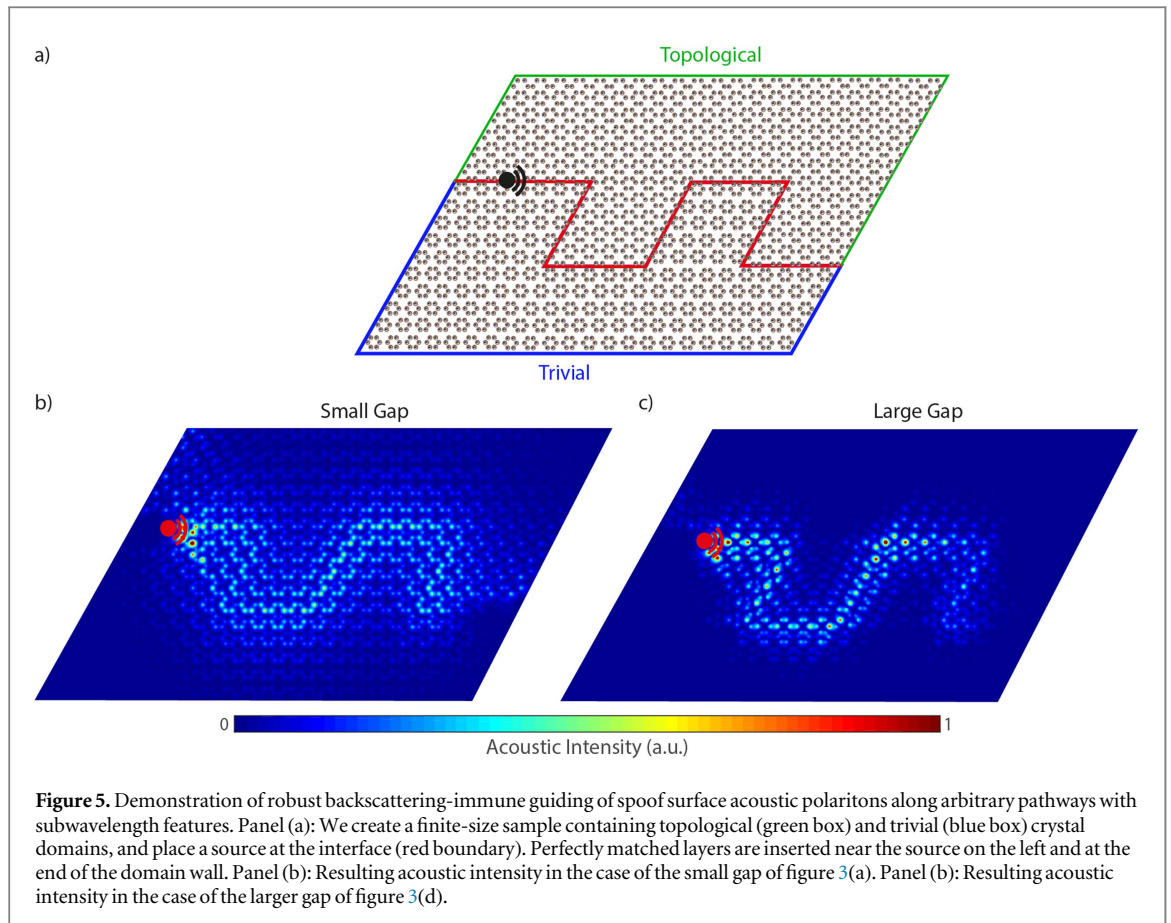 a)
Topological
Trivial
b)
Small Gap
c)
Large Gap
0
1
Acoustic Intensity (a.u.)
Figure 5. Demonstration of robust backscattering-immune guiding of spoof surface acoustic polaritons along arbitrary pathways with
subwavelength features. Panel (a): We create a finite-size sample containing topological (green box) and trivial (blue box) crystal
domains, and place a source at the interface (red boundary). Perfectly matched layers are inserted near the source on the left and at the
end of the domain wall. Panel (b): Resulting acoustic intensity in the case of the small gap of figure 3(a). Panel (b): Resulting acoustic
intensity in the case of the larger gap of figure 3(d).